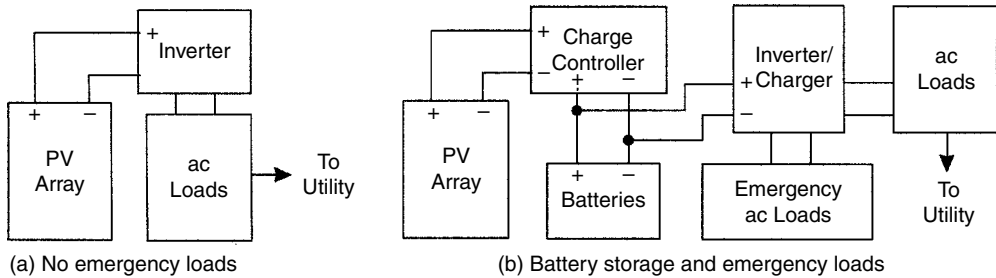 +
Inverter
+ −
PV
Array
ac
Loads
To
Utility
(a) No emergency loads
+
−
Charge
Controller
+ −
+ −
PV
Array
+ −
Batteries
Inverter/
Charger
+
−
Emergency
ac Loads
ac
Loads
To
Utility
(b) Battery storage and emergency loads